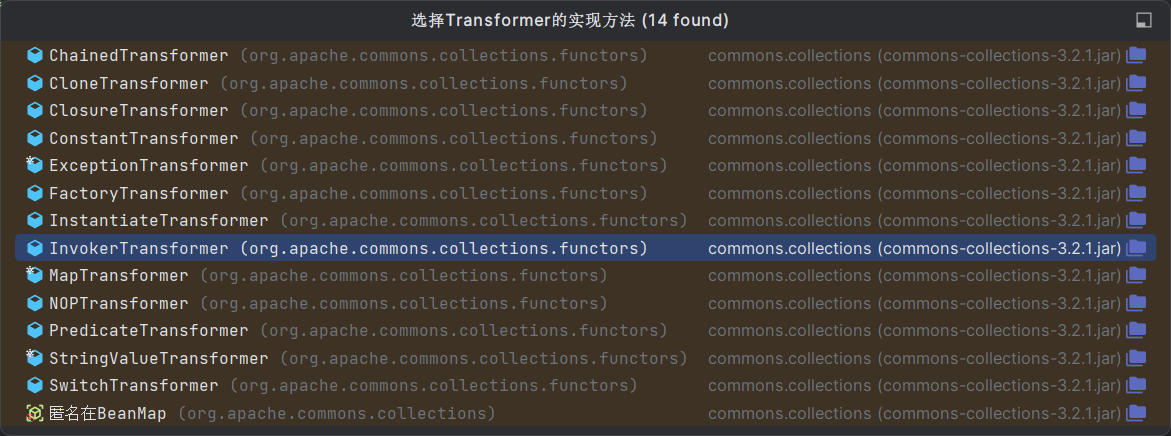 选择Transformer的实现方法 (14 found)
ChainedTransformer (org.apache.commons.collections.functors) commons.collections (commons-collections-3.2.1.jar)
CloneTransformer (org.apache.commons.collections.functors) commons.collections (commons-collections-3.2.1.jar)
ClosureTransformer (org.apache.commons.collections.functors) commons.collections (commons-collections-3.2.1.jar)
ConstantTransformer (org.apache.commons.collections.functors) commons.collections (commons-collections-3.2.1.jar)
ExceptionTransformer (org.apache.commons.collections.functors) commons.collections (commons-collections-3.2.1.jar)
FactoryTransformer (org.apache.commons.collections.functors) commons.collections (commons-collections-3.2.1.jar)
InstantiateTransformer (org.apache.commons.collections.functors) commons.collections (commons-collections-3.2.1.jar)
InvokerTransformer (org.apache.commons.collections.functors) commons.collections (commons-collections-3.2.1.jar)
MapTransformer (org.apache.commons.collections.functors) commons.collections (commons-collections-3.2.1.jar)
NOPTransformer (org.apache.commons.collections.functors) commons.collections (commons-collections-3.2.1.jar)
PredicateTransformer (org.apache.commons.collections.functors) commons.collections (commons-collections-3.2.1.jar)
StringValueTransformer (org.apache.commons.collections.functors) commons.collections (commons-collections-3.2.1.jar)
SwitchTransformer (org.apache.commons.collections.functors) commons.collections (commons-collections-3.2.1.jar)
匿名在BeanMap (org.apache.commons.collections) commons.collections (commons-collections-3.2.1.jar)